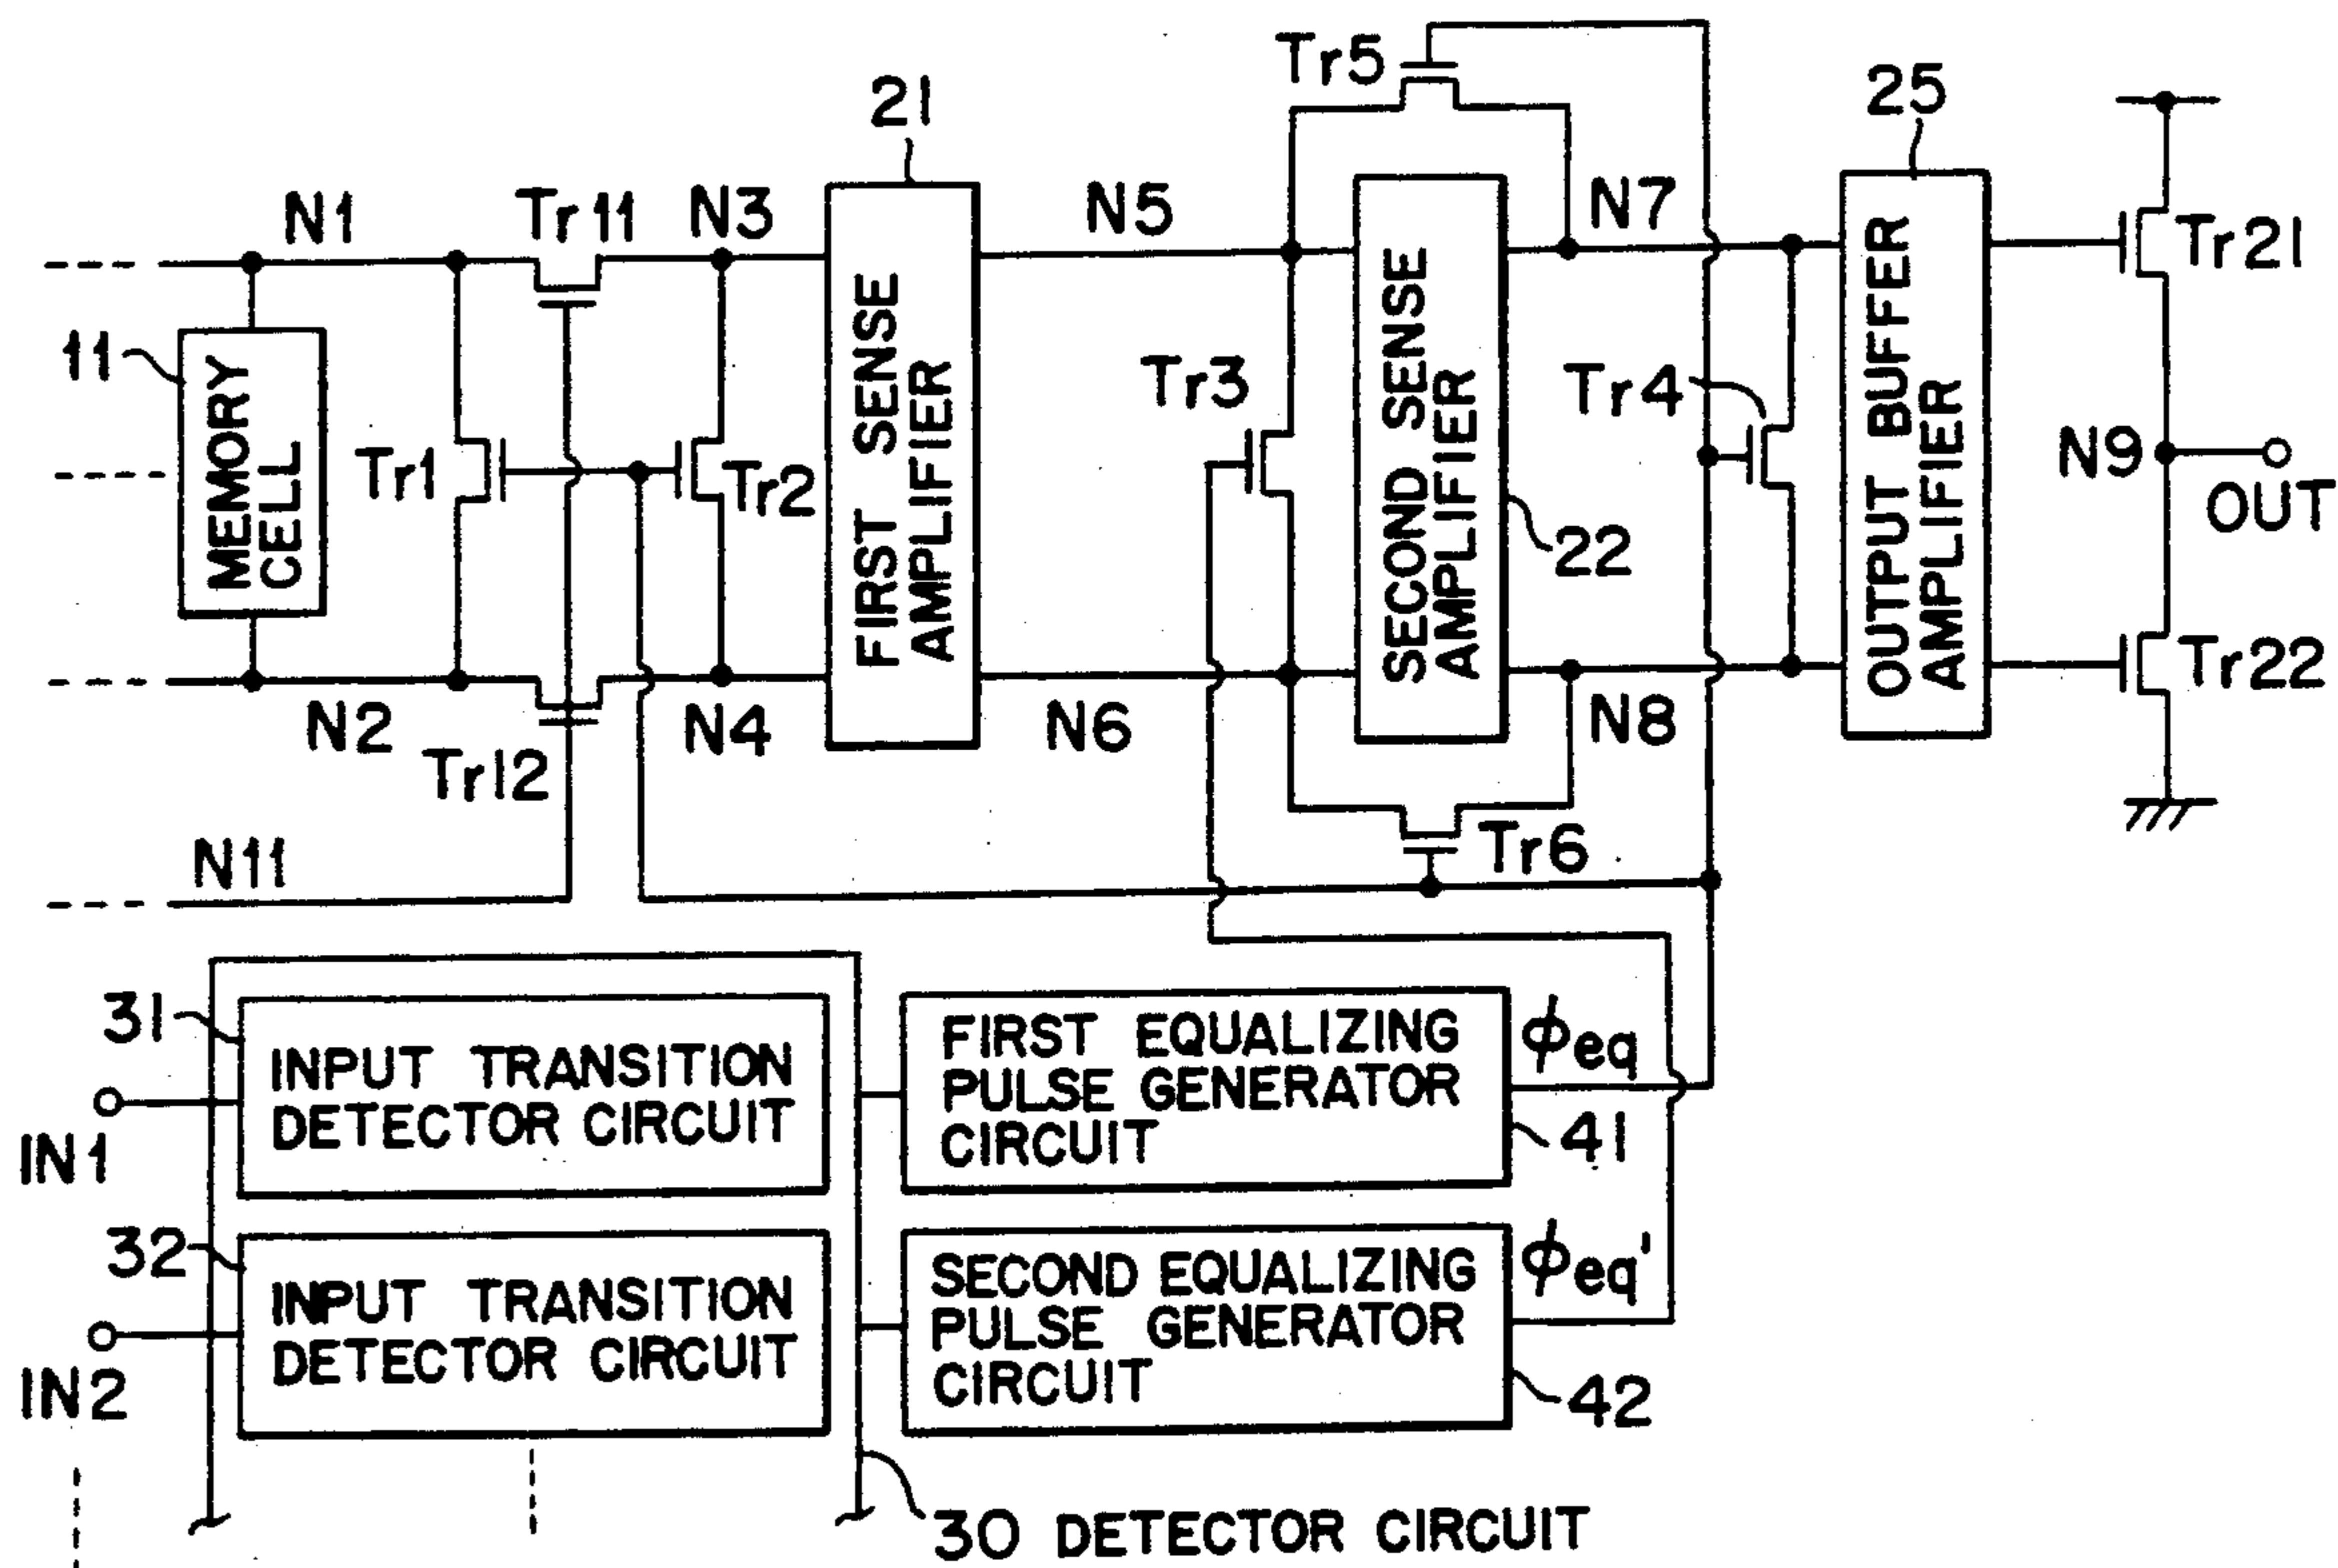 Tr5
25
21
N1
Tr11
N3
N5
N7
Tr21
11
MEMORY
CELL
Tr1
Tr2
FIRST SENSE
AMPLIFIER
Tr3
SECOND SENSE
AMPLIFIER
22
Tr4
OUTPUT BUFFER
AMPLIFIER
N9
OUT
Tr22
N2
Tr12
N4
N6
N8
Tr6
N11
31
INPUT TRANSITION
DETECTOR CIRCUIT
IN1
FIRST EQUALIZING
PULSE GENERATOR
CIRCUIT
ϕeq
41
32
INPUT TRANSITION
DETECTOR CIRCUIT
IN2
SECOND EQUALIZING
PULSE GENERATOR
CIRCUIT
ϕeq'
42
30 DETECTOR CIRCUIT